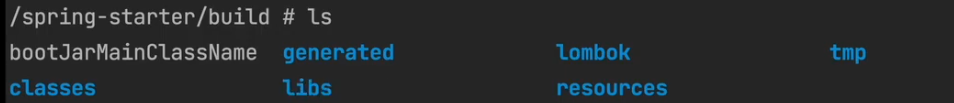 /spring-starter/build # ls
bootJarMainClassName generated lombok tmp
classes libs resources